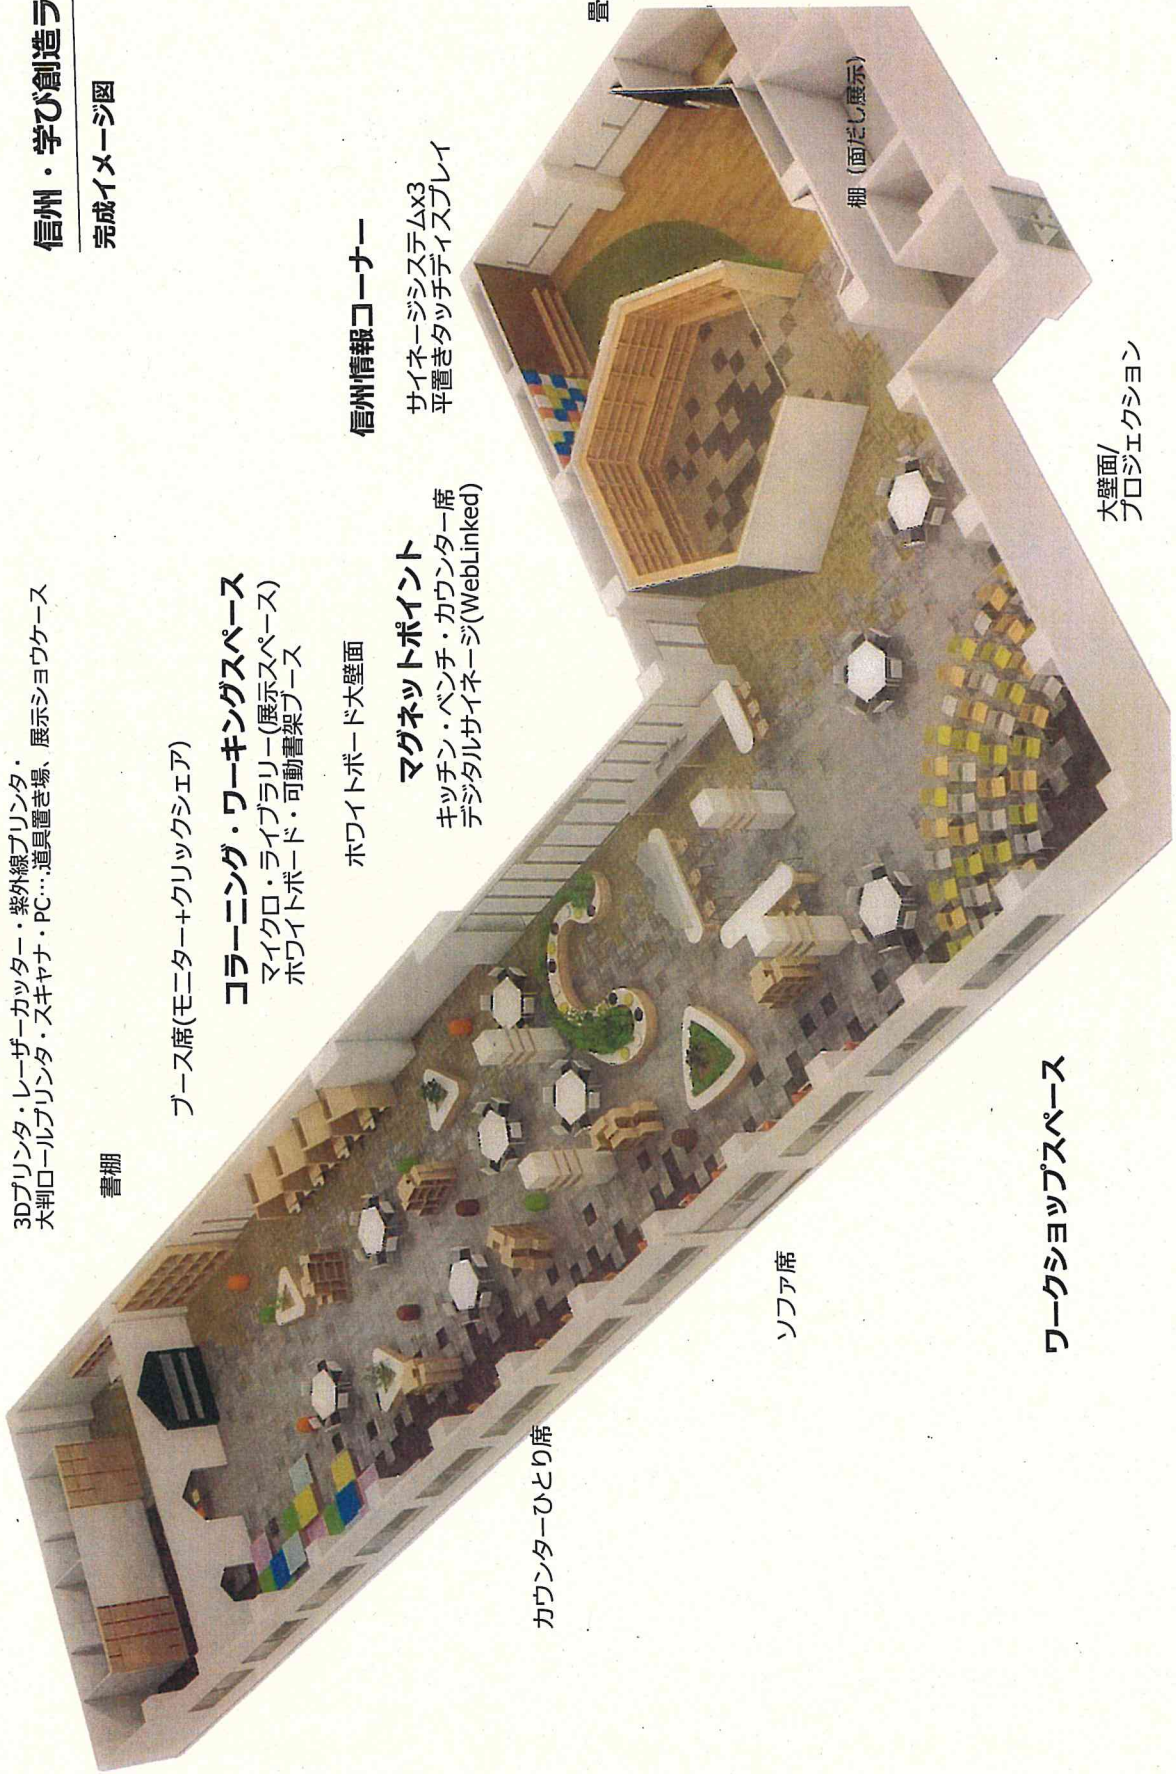 信州・学び創造ラ
完成イメージ図
3Dプリンタ・レーザーカッター・紫外線プリンタ・
大判ロールプリンタ・スキャナ・PC…,道具置き場、展示ショウケース
書棚
ブース席(モニター+クリックシェア)
コラーニング・ワーキングスペース
マイクロ・ライブラリー(展示スペース)
ホワイトボード・可動書架ブース
ホワイトボード大壁面
マグネットポイント
キッチン・ベンチ・カウンター席
デジタルサイネージ(WebLinked)
信州情報コーナー
サイネージシステムx3
平置きタッチディスプレイ
畳
棚（面だし展示）
カウンターひとり席
ソファ席
ワークショップスペース
大壁面/
プロジェクション